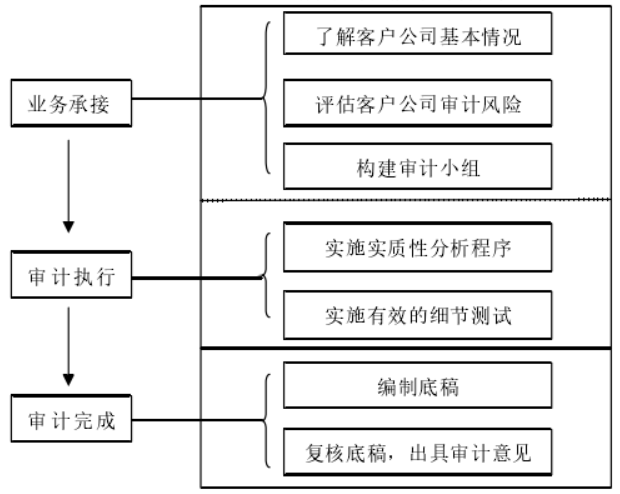 业务承接
了解客户公司基本情况
评估客户公司审计风险
构建审计小组
审计执行
实施实质性分析程序
实施有效的细节测试
审计完成
编制底稿
复核底稿，出具审计意见